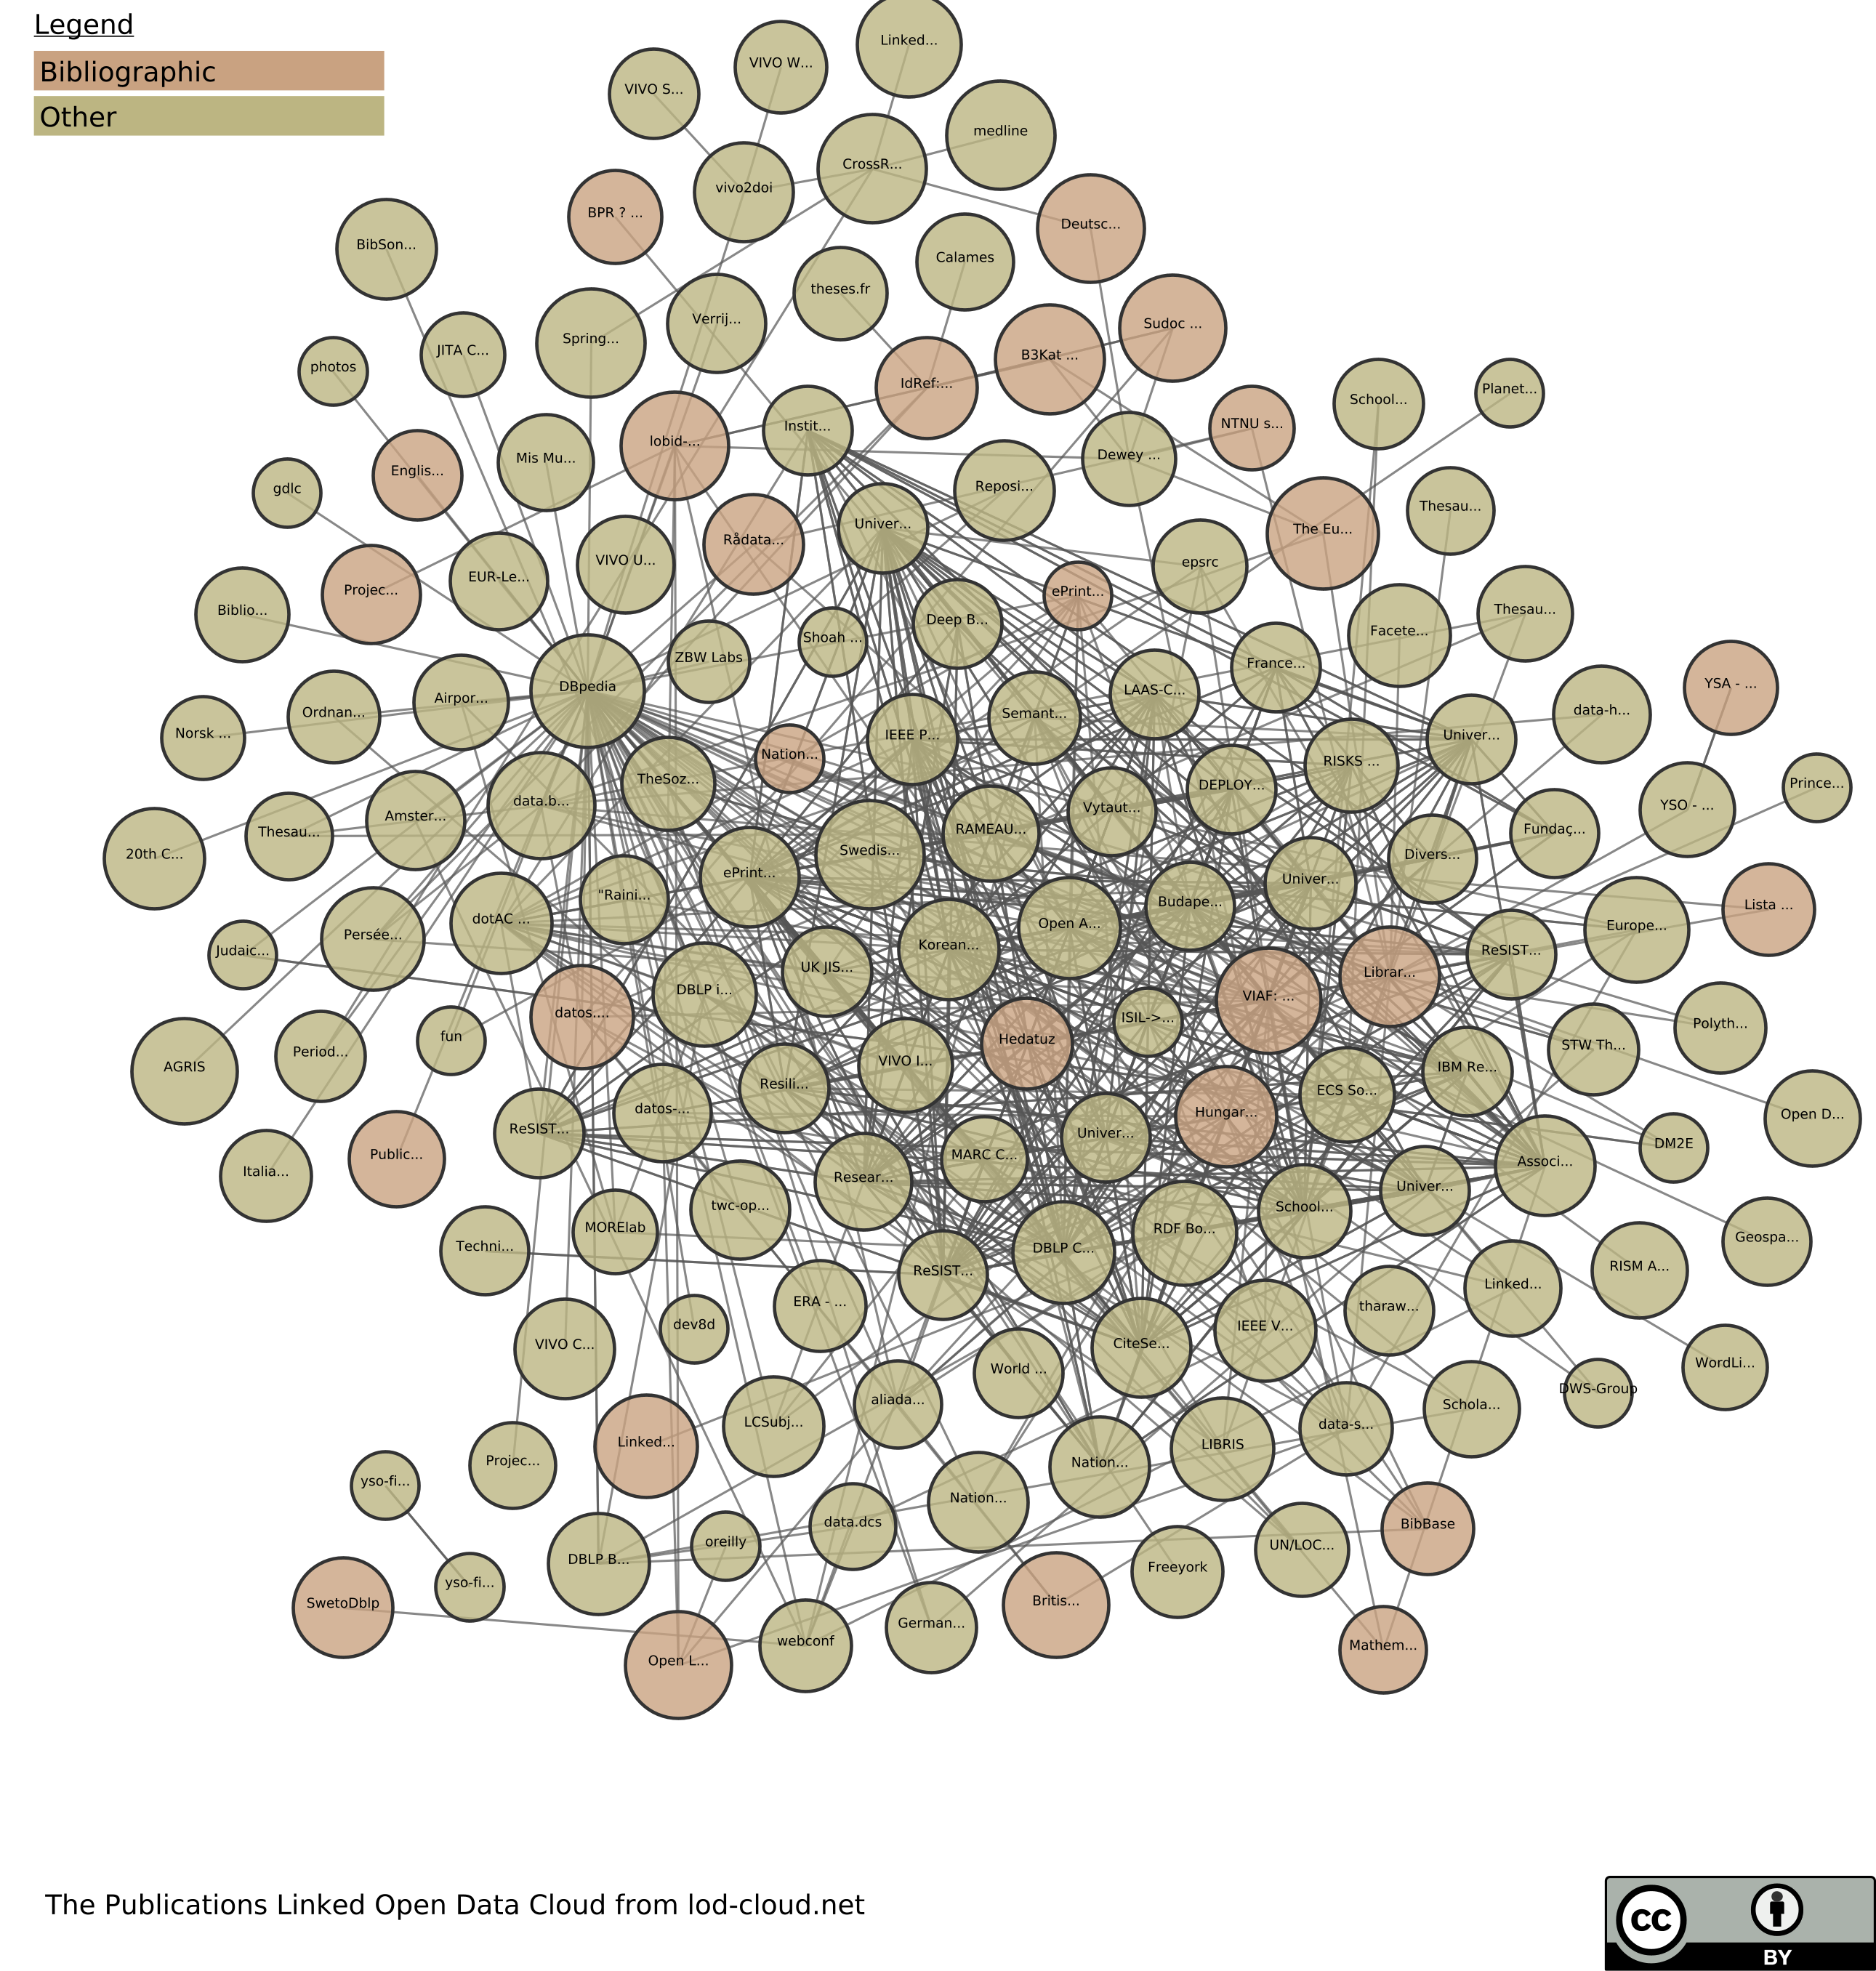 Legend
Bibliographic
Other
Linked...
VIVO W...
VIVO S...
medline
CrossR...
vivo2doi
BPR ? ...
Deutsc...
BibSon...
Calames
theses.fr
Verrij...
Sudoc ...
Spring...
JITA C...
B3Kat ...
photos
IdRef:...
Planet...
School...
Instit...
NTNU s...
lobid-...
Dewey ...
Mis Mu...
Englis...
gdlc
Reposi...
Thesau...
Univer...
The Eu...
Rådata...
VIVO U...
epsrc
EUR-Le...
Projec...
ePrint...
Biblio...
Thesau...
Deep B...
Facete...
Shoah ...
ZBW Labs
France...
DBpedia
LAAS-C...
YSA - ...
Airpor...
Ordnan...
Semant...
data-h...
Norsk ...
IEEE P...
Univer...
Nation...
RISKS ...
TheSoz...
DEPLOY...
Prince...
data.b...
Vytaut...
YSO - ...
Amster...
Thesau...
RAMEAU...
Fundaç...
20th C...
Swedis...
Divers...
ePrint...
Univer...
"Raini...
Budape...
Lista ...
dotAC ...
Open A...
Europe...
Persée...
Korean...
ReSIST...
Judaic...
UK JIS...
Librar...
DBLP i...
VIAF: ...
datos....
ISIL->...
Polyth...
fun
Hedatuz
Period...
STW Th...
AGRIS
VIVO I...
IBM Re...
Resili...
ECS So...
datos-...
Hungar...
Open D...
ReSIST...
Univer...
DM2E
Public...
MARC C...
Associ...
Italia...
Resear...
Univer...
twc-op...
School...
MORElab
RDF Bo...
Geospa...
Techni...
DBLP C...
ReSIST...
RISM A...
Linked...
ERA - ...
tharaw...
dev8d
IEEE V...
VIVO C...
CiteSe...
World ...
WordLi...
DWS-Group
aliada...
Schola...
LCSubj...
data-s...
Linked...
LIBRIS
Projec...
Nation...
yso-fi...
Nation...
data.dcs
BibBase
oreilly
UN/LOC...
DBLP B...
Freeyork
yso-fi...
Britis...
SwetoDblp
German...
webconf
Mathem...
Open L...
The Publications Linked Open Data Cloud from lod-cloud.net
cc
BY